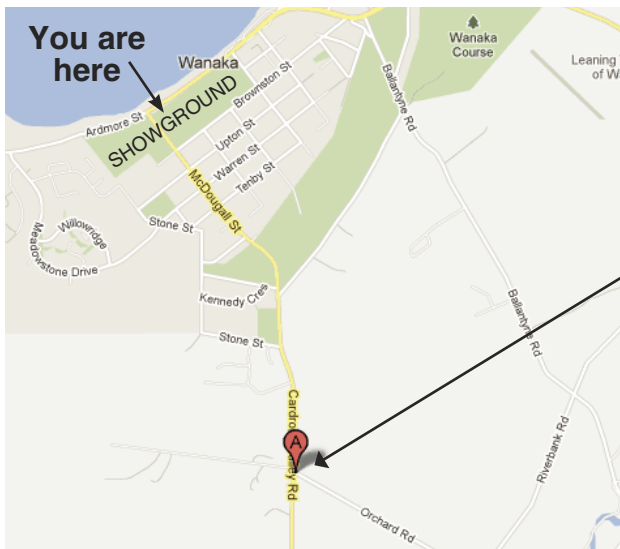 You are
here
Wanaka
Wanaka
Course
Leaning
of W
Ardmore St
SHOWGROUND
Brownston St
Ballantyne Rd
Upton St
Warren St
Tenby St
McDougall St
Willowridge
Meadowstone Drive
Stone St
Kennedy Cres
Stone St
Ballantyne Rd
A
Riverbank Rd
Orchard Rd